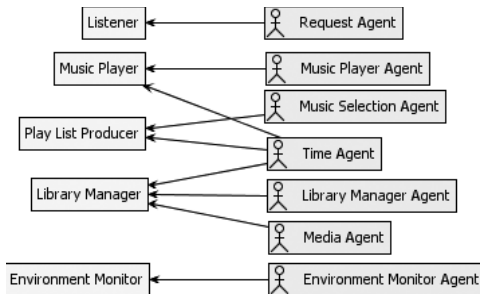 Listener
Request Agent
Music Player
Music Player Agent
Music Selection Agent
Play List Producer
Time Agent
Library Manager
Library Manager Agent
Media Agent
Environment Monitor
Environment Monitor Agent